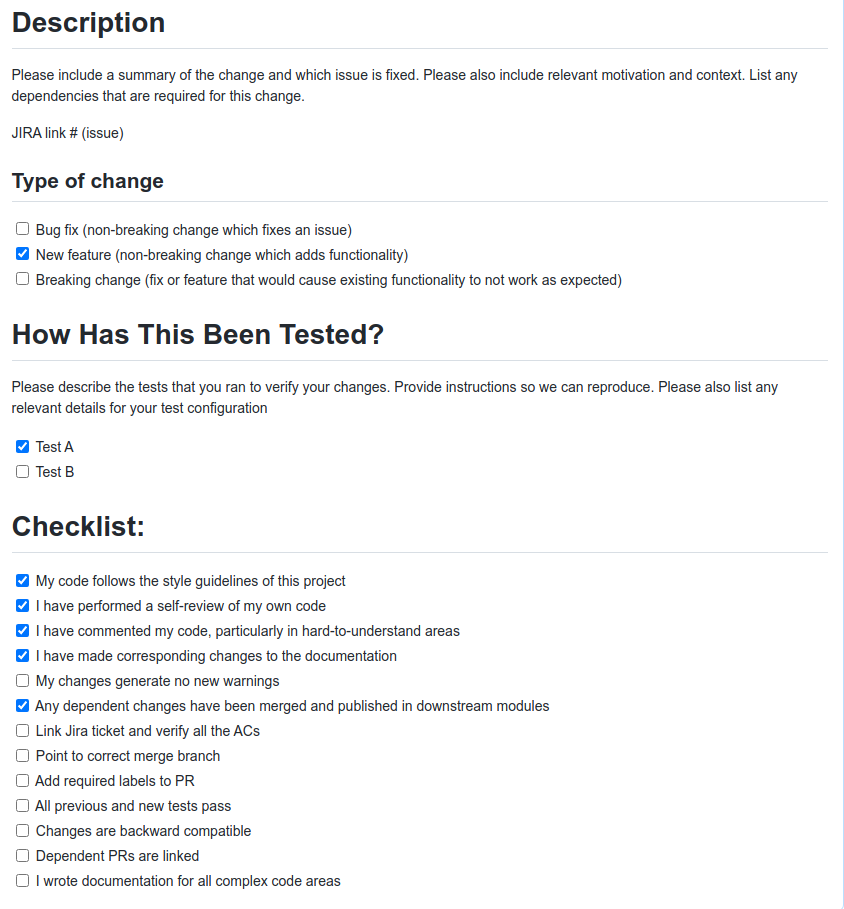 Description
Please include a summary of the change and which issue is fixed. Please also include relevant motivation and context. List any
dependencies that are required for this change.
JIRA link # (issue)
Type of change
Bug fix (non-breaking change which fixes an issue)
New feature (non-breaking change which adds functionality)
Breaking change (fix or feature that would cause existing functionality to not work as expected)
How Has This Been Tested?
Please describe the tests that you ran to verify your changes. Provide instructions so we can reproduce. Please also list any
relevant details for your test configuration
Test A
Test B
Checklist:
My code follows the style guidelines of this project
I have performed a self-review of my own code
I have commented my code, particularly in hard-to-understand areas
I have made corresponding changes to the documentation
My changes generate no new warnings
Any dependent changes have been merged and published in downstream modules
Link Jira ticket and verify all the ACs
Point to correct merge branch
Add required labels to PR
All previous and new tests pass
Changes are backward compatible
Dependent PRs are linked
I wrote documentation for all complex code areas